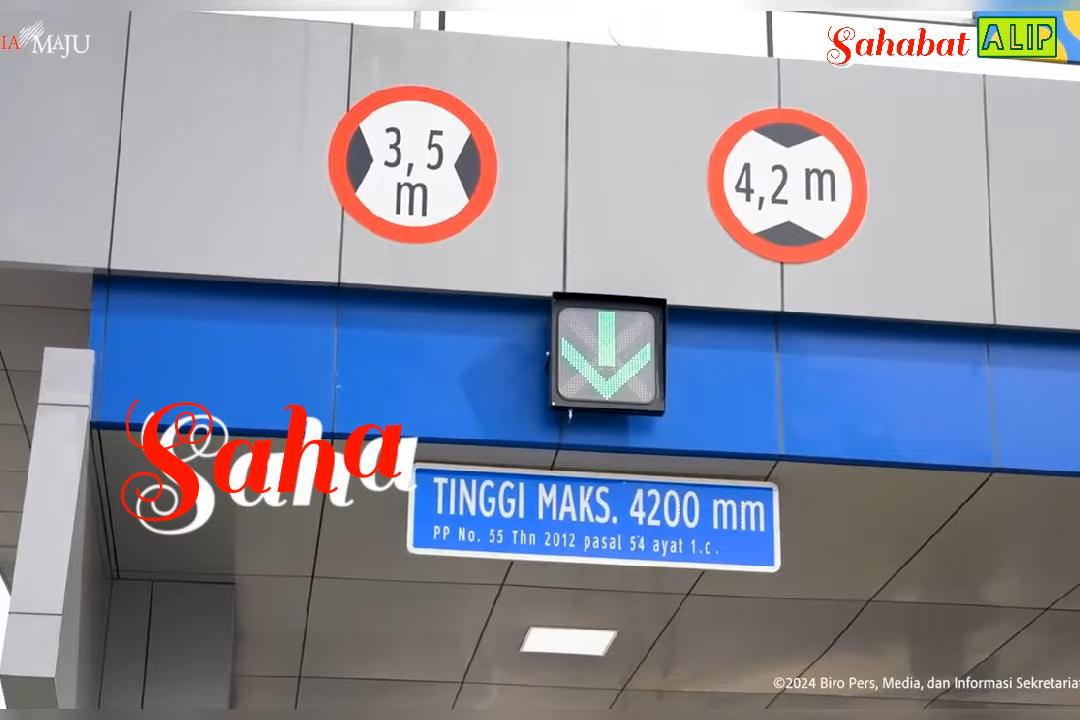 IA MAJU
Sahabat ALIP
3,5
m
4,2 m
Saha
TINGGI MAKS. 4200 mm
PP No. 55 Thn 2012 pasal 54 ayat 1.c.
©2024 Biro Pers, Media, dan Informasi Sekretariat